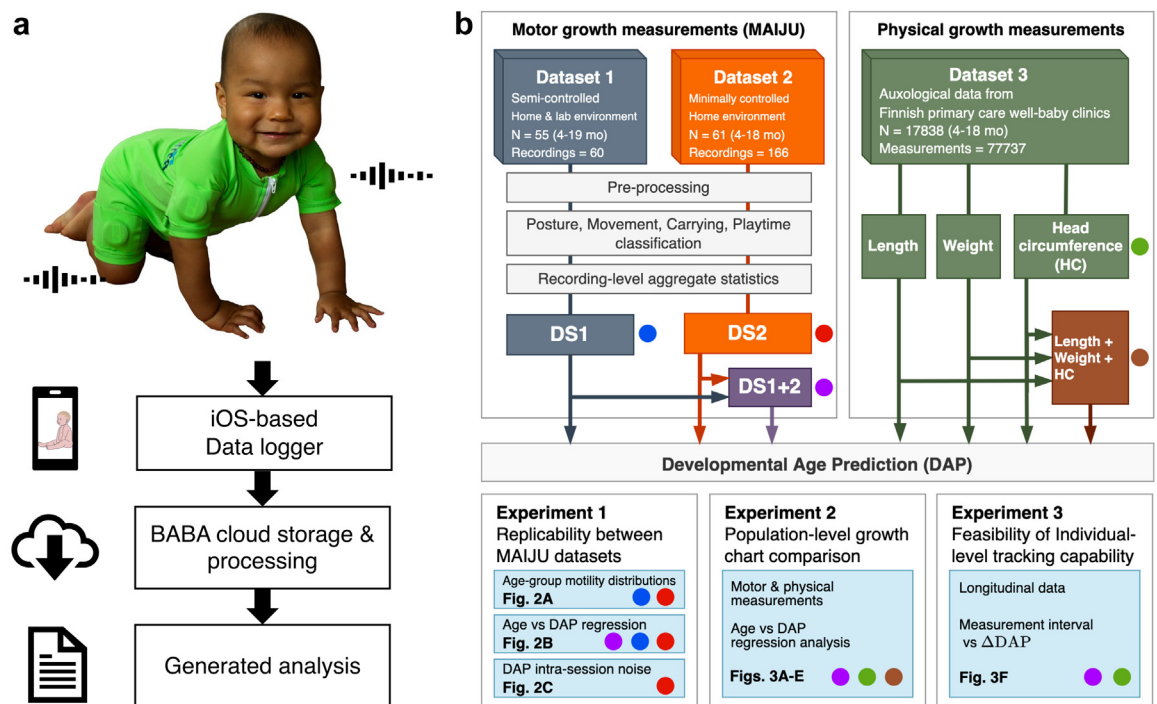 a
iOS-based
Data logger
BABA cloud storage &
processing
Generated analysis
b
Motor growth measurements (MAIJU)
Dataset 1
Semi-controlled
Home & lab environment
N = 55 (4-19 mo)
Recordings = 60
Dataset 2
Minimally controlled
Home environment
N = 61 (4-18 mo)
Recordings = 166
Pre-processing
Posture, Movement, Carrying, Playtime
classification
Recording-level aggregate statistics
DS1
DS2
DS1+2
Physical growth measurements
Dataset 3
Auxological data from
Finnish primary care well-baby clinics
N = 17838 (4-18 mo)
Measurements = 77737
Length
Weight
Head
circumference
(HC)
Length +
Weight +
HC
Developmental Age Prediction (DAP)
Experiment 1
Replicability between
MAIJU datasets
Age-group motility distributions
Fig. 2A
Age vs DAP regression
Fig. 2B
DAP intra-session noise
Fig. 2C
Experiment 2
Population-level growth
chart comparison
Motor & physical
measurements
Age vs DAP
regression analysis
Figs. 3A-E
Experiment 3
Feasibility of Individual-
level tracking capability
Longitudinal data
Measurement interval
vs ΔDAP
Fig. 3F